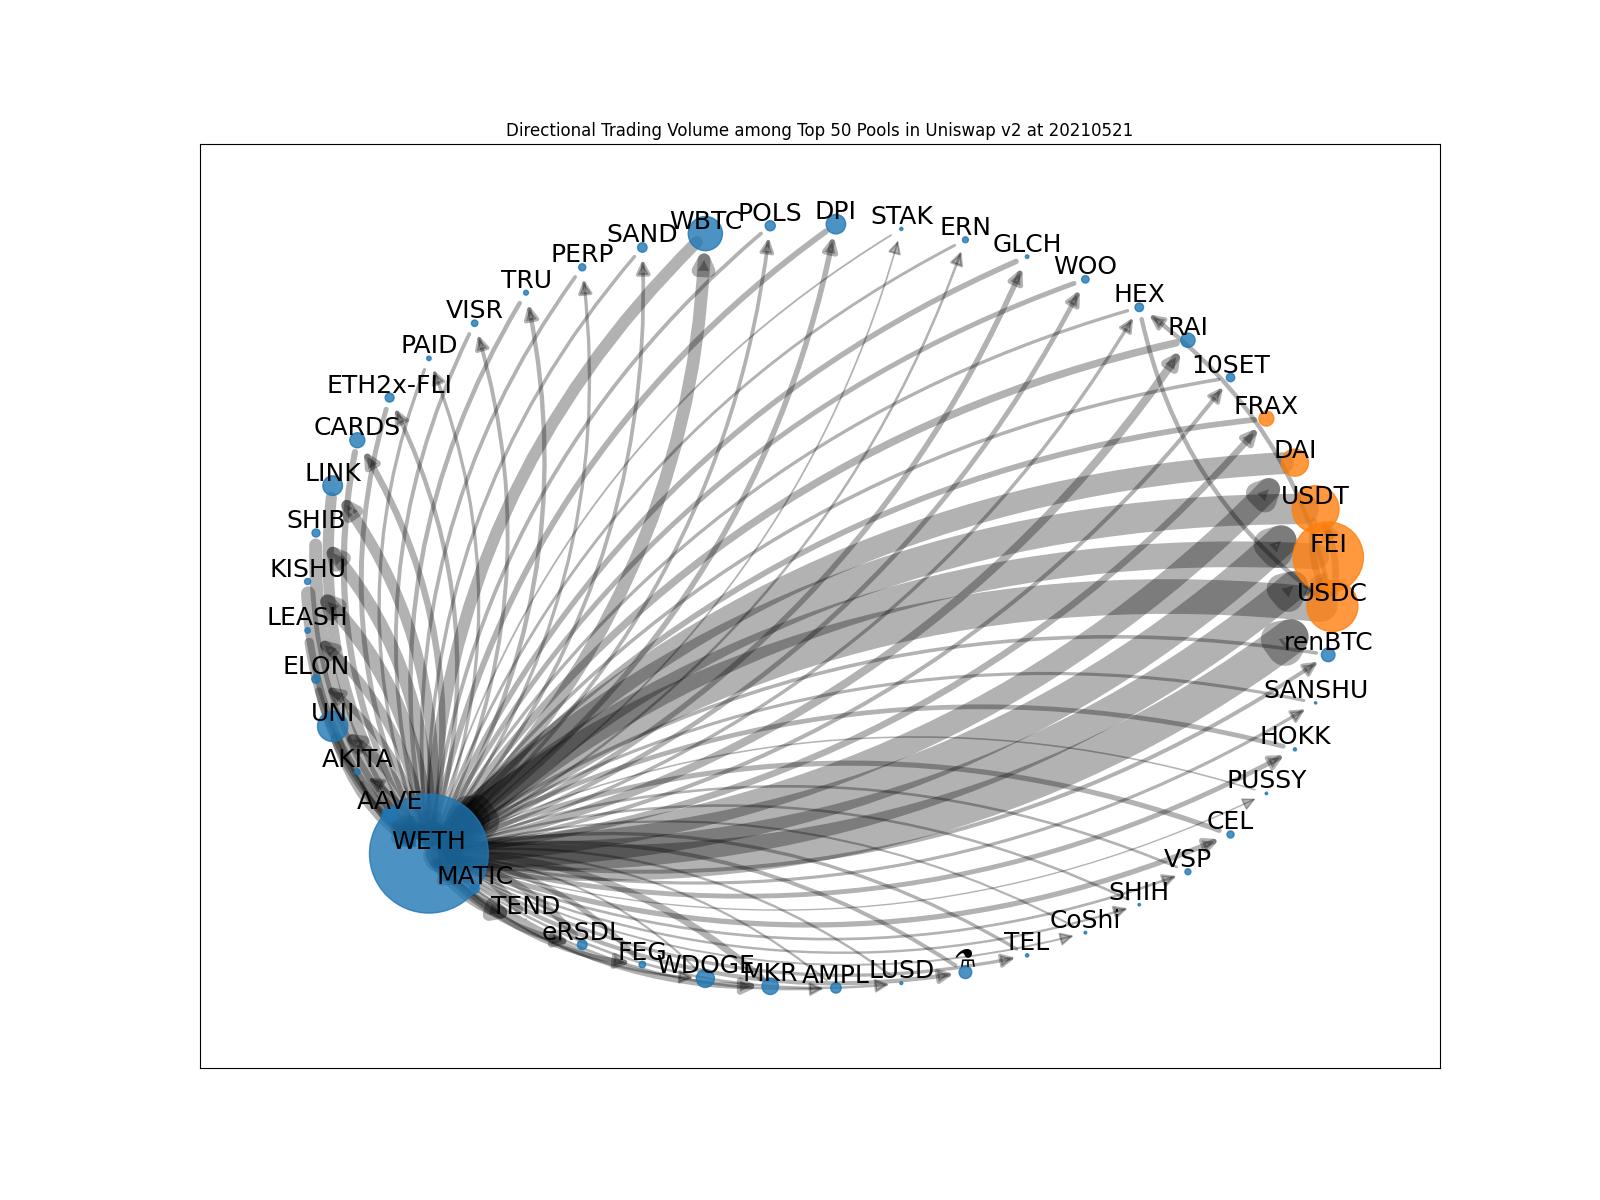 Directional Trading Volume among Top 50 Pools in Uniswap v2 at 20210521
WBTC
POLS
DPI
STAK
ERN
SAND
GLCH
PERP
WOO
TRU
HEX
VISR
RAI
PAID
10SET
ETH2x-FLI
FRAX
CARDS
DAI
LINK
USDT
SHIB
FEI
KISHU
USDC
LEASH
renBTC
ELON
SANSHU
UNI
HOKK
AKITA
PUSSY
AAVE
CEL
WETH
VSP
MATIC
SHIH
TEND
CoShi
eRSDL
TEL
FEG
WDOGE
MKR
AMPL
LUSD
⚗